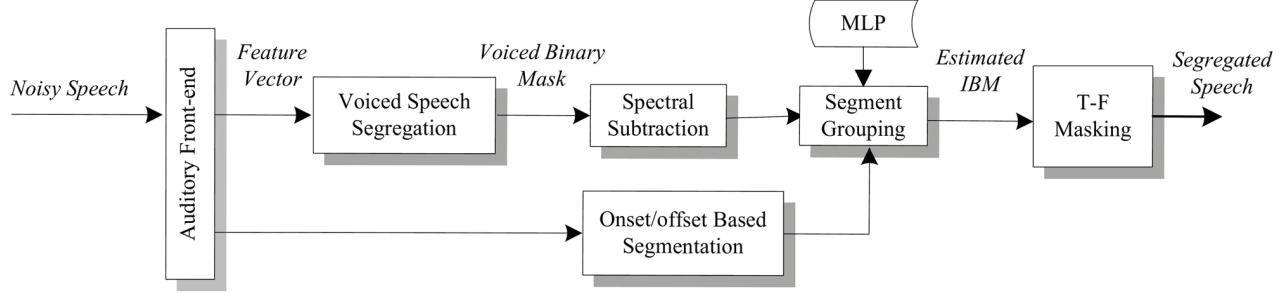 Noisy Speech
Auditory Front-end
Feature
Vector
Voiced Speech
Segregation
Voiced Binary
Mask
Spectral
Subtraction
Onset/offset Based
Segmentation
MLP
Segment
Grouping
Estimated
IBM
T-F
Masking
Segregated
Speech